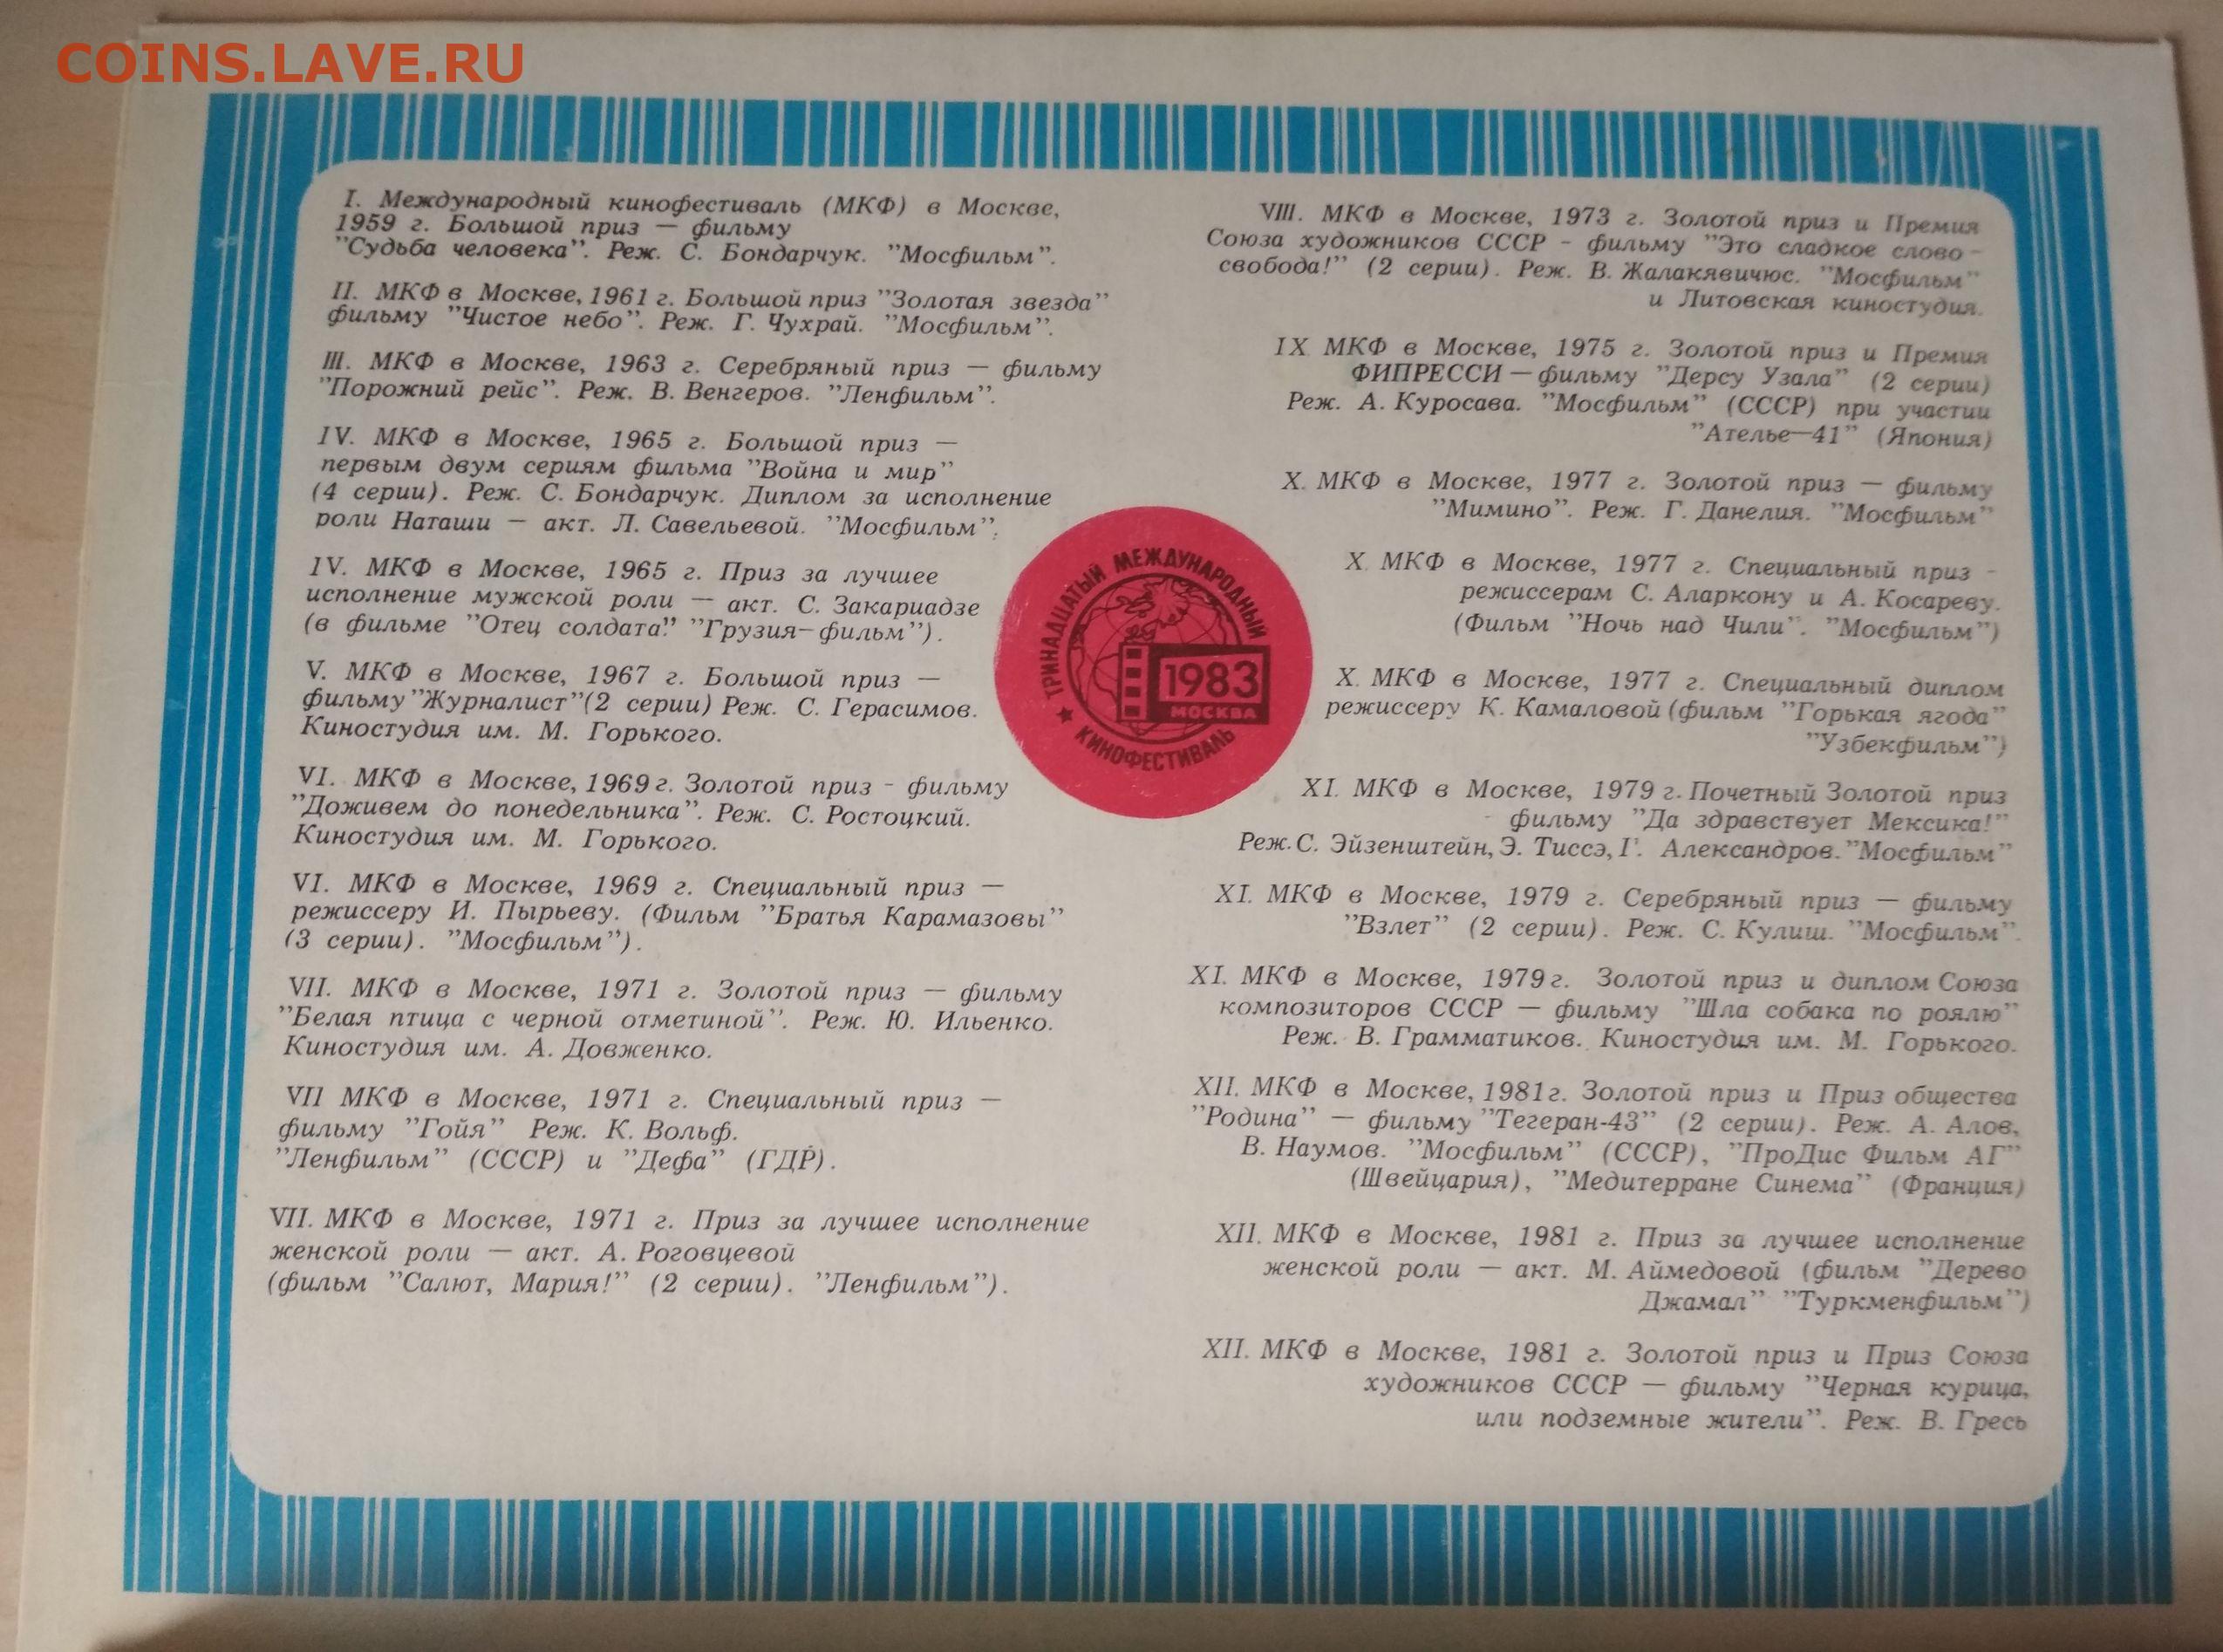 COINS.LAVE.RU
I. Международный кинофестиваль (МКФ) в Москве,
1959 г. Большой приз — фильму
"Судьба человека". Реж. С. Бондарчук. "Мосфильм".
II. МКФ в Москве, 1961 г. Большой приз "Золотая звезда"
фильму "Чистое небо". Реж. Г. Чухрай. "Мосфильм".
III. МКФ в Москве, 1963 г. Серебряный приз — фильму
"Порожний рейс". Реж. В. Венгеров. "Ленфильм".
IV. МКФ в Москве, 1965 г. Большой приз —
первым двум сериям фильма "Война и мир"
(4 серии). Реж. С. Бондарчук. Диплом за исполнение
роли Наташи — акт. Л. Савельевой. "Мосфильм".
IV. МКФ в Москве, 1965 г. Приз за лучшее
исполнение мужской роли — акт. С. Закариадзе
(в фильме "Отец солдата". "Грузия-фильм").
V. МКФ в Москве, 1967 г. Большой приз —
фильму "Журналист" (2 серии) Реж. С. Герасимов.
Киностудия им. М. Горького.
VI. МКФ в Москве, 1969 г. Золотой приз - фильму
"Доживем до понедельника". Реж. С. Ростоцкий.
Киностудия им. М. Горького.
VI. МКФ в Москве, 1969 г. Специальный приз —
режиссеру И. Пырьеву. (Фильм "Братья Карамазовы"
(3 серии). "Мосфильм").
VII. МКФ в Москве, 1971 г. Золотой приз — фильму
"Белая птица с черной отметиной". Реж. Ю. Ильенко.
Киностудия им. А. Довженко.
VII МКФ в Москве, 1971 г. Специальный приз —
фильму "Гойя" Реж. К. Вольф.
"Ленфильм" (СССР) и "Дефа" (ГДР).
VII. МКФ в Москве, 1971 г. Приз за лучшее исполнение
женской роли — акт. А. Роговцевой
(фильм "Салют, Мария!" (2 серии). "Ленфильм").
ТРИНАДЦАТЫЙ МЕЖДУНАРОДНЫЙ
1983
МОСКВА
★ КИНОФЕСТИВАЛЬ
VIII. МКФ в Москве, 1973 г. Золотой приз и Премия
Союза художников СССР - фильму "Это сладкое слово -
свобода!" (2 серии). Реж. В. Жалакявичюс. "Мосфильм"
и Литовская киностудия.
IX МКФ в Москве, 1975 г. Золотой приз и Премия
ФИПРЕССИ — фильму "Дерсу Узала" (2 серии)
Реж. А. Куросава. "Мосфильм" (СССР) при участии
"Ателье—41" (Япония)
X. МКФ в Москве, 1977 г. Золотой приз — фильму
"Мимино". Реж. Г. Данелия. "Мосфильм"
X. МКФ в Москве, 1977 г. Специальный приз -
режиссерам С. Аларкону и А. Косареву.
(Фильм "Ночь над Чили". "Мосфильм")
X. МКФ в Москве, 1977 г. Специальный диплом
режиссеру К. Камаловой (фильм "Горькая ягода"
"Узбекфильм")
XI. МКФ в Москве, 1979 г. Почетный Золотой приз
- фильму "Да здравствует Мексика!"
Реж. С. Эйзенштейн, Э. Тиссэ, Г. Александров. "Мосфильм"
XI. МКФ в Москве, 1979 г. Серебряный приз — фильму
"Взлет" (2 серии). Реж. С. Кулиш. "Мосфильм".
XI. МКФ в Москве, 1979 г. Золотой приз и диплом Союза
композиторов СССР — фильму "Шла собака по роялю"
Реж. В. Грамматиков. Киностудия им. М. Горького.
XII. МКФ в Москве, 1981 г. Золотой приз и Приз общества
"Родина" — фильму "Тегеран-43" (2 серии). Реж. А. Алов,
В. Наумов. "Мосфильм" (СССР), "ПроДис Фильм АГ"
(Швейцария), "Медитерране Синема" (Франция)
XII. МКФ в Москве, 1981 г. Приз за лучшее исполнение
женской роли — акт. М. Аймедовой (фильм "Дерево
Джамал" "Туркменфильм")
XII. МКФ в Москве, 1981 г. Золотой приз и Приз Союза
художников СССР — фильму "Черная курица,
или подземные жители". Реж. В. Гресь